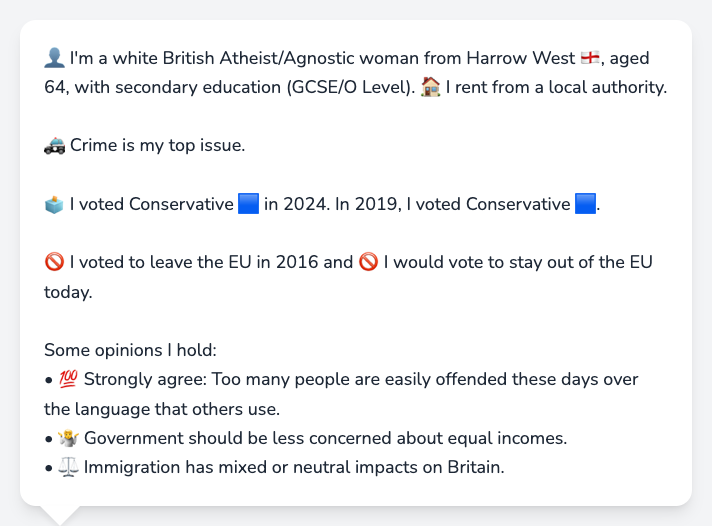 👤 I'm a white British Atheist/Agnostic woman from Harrow West 🏴󠁧󠁢󠁥󠁮󠁧󠁿, aged
64, with secondary education (GCSE/O Level). 🏠 I rent from a local authority.
🚓 Crime is my top issue.
🗳️ I voted Conservative 🟦 in 2024. In 2019, I voted Conservative 🟦.
🚫 I voted to leave the EU in 2016 and 🚫 I would vote to stay out of the EU
today.
Some opinions I hold:
• 💯 Strongly agree: Too many people are easily offended these days over
the language that others use.
• 🤷 Government should be less concerned about equal incomes.
• ⚖️ Immigration has mixed or neutral impacts on Britain.